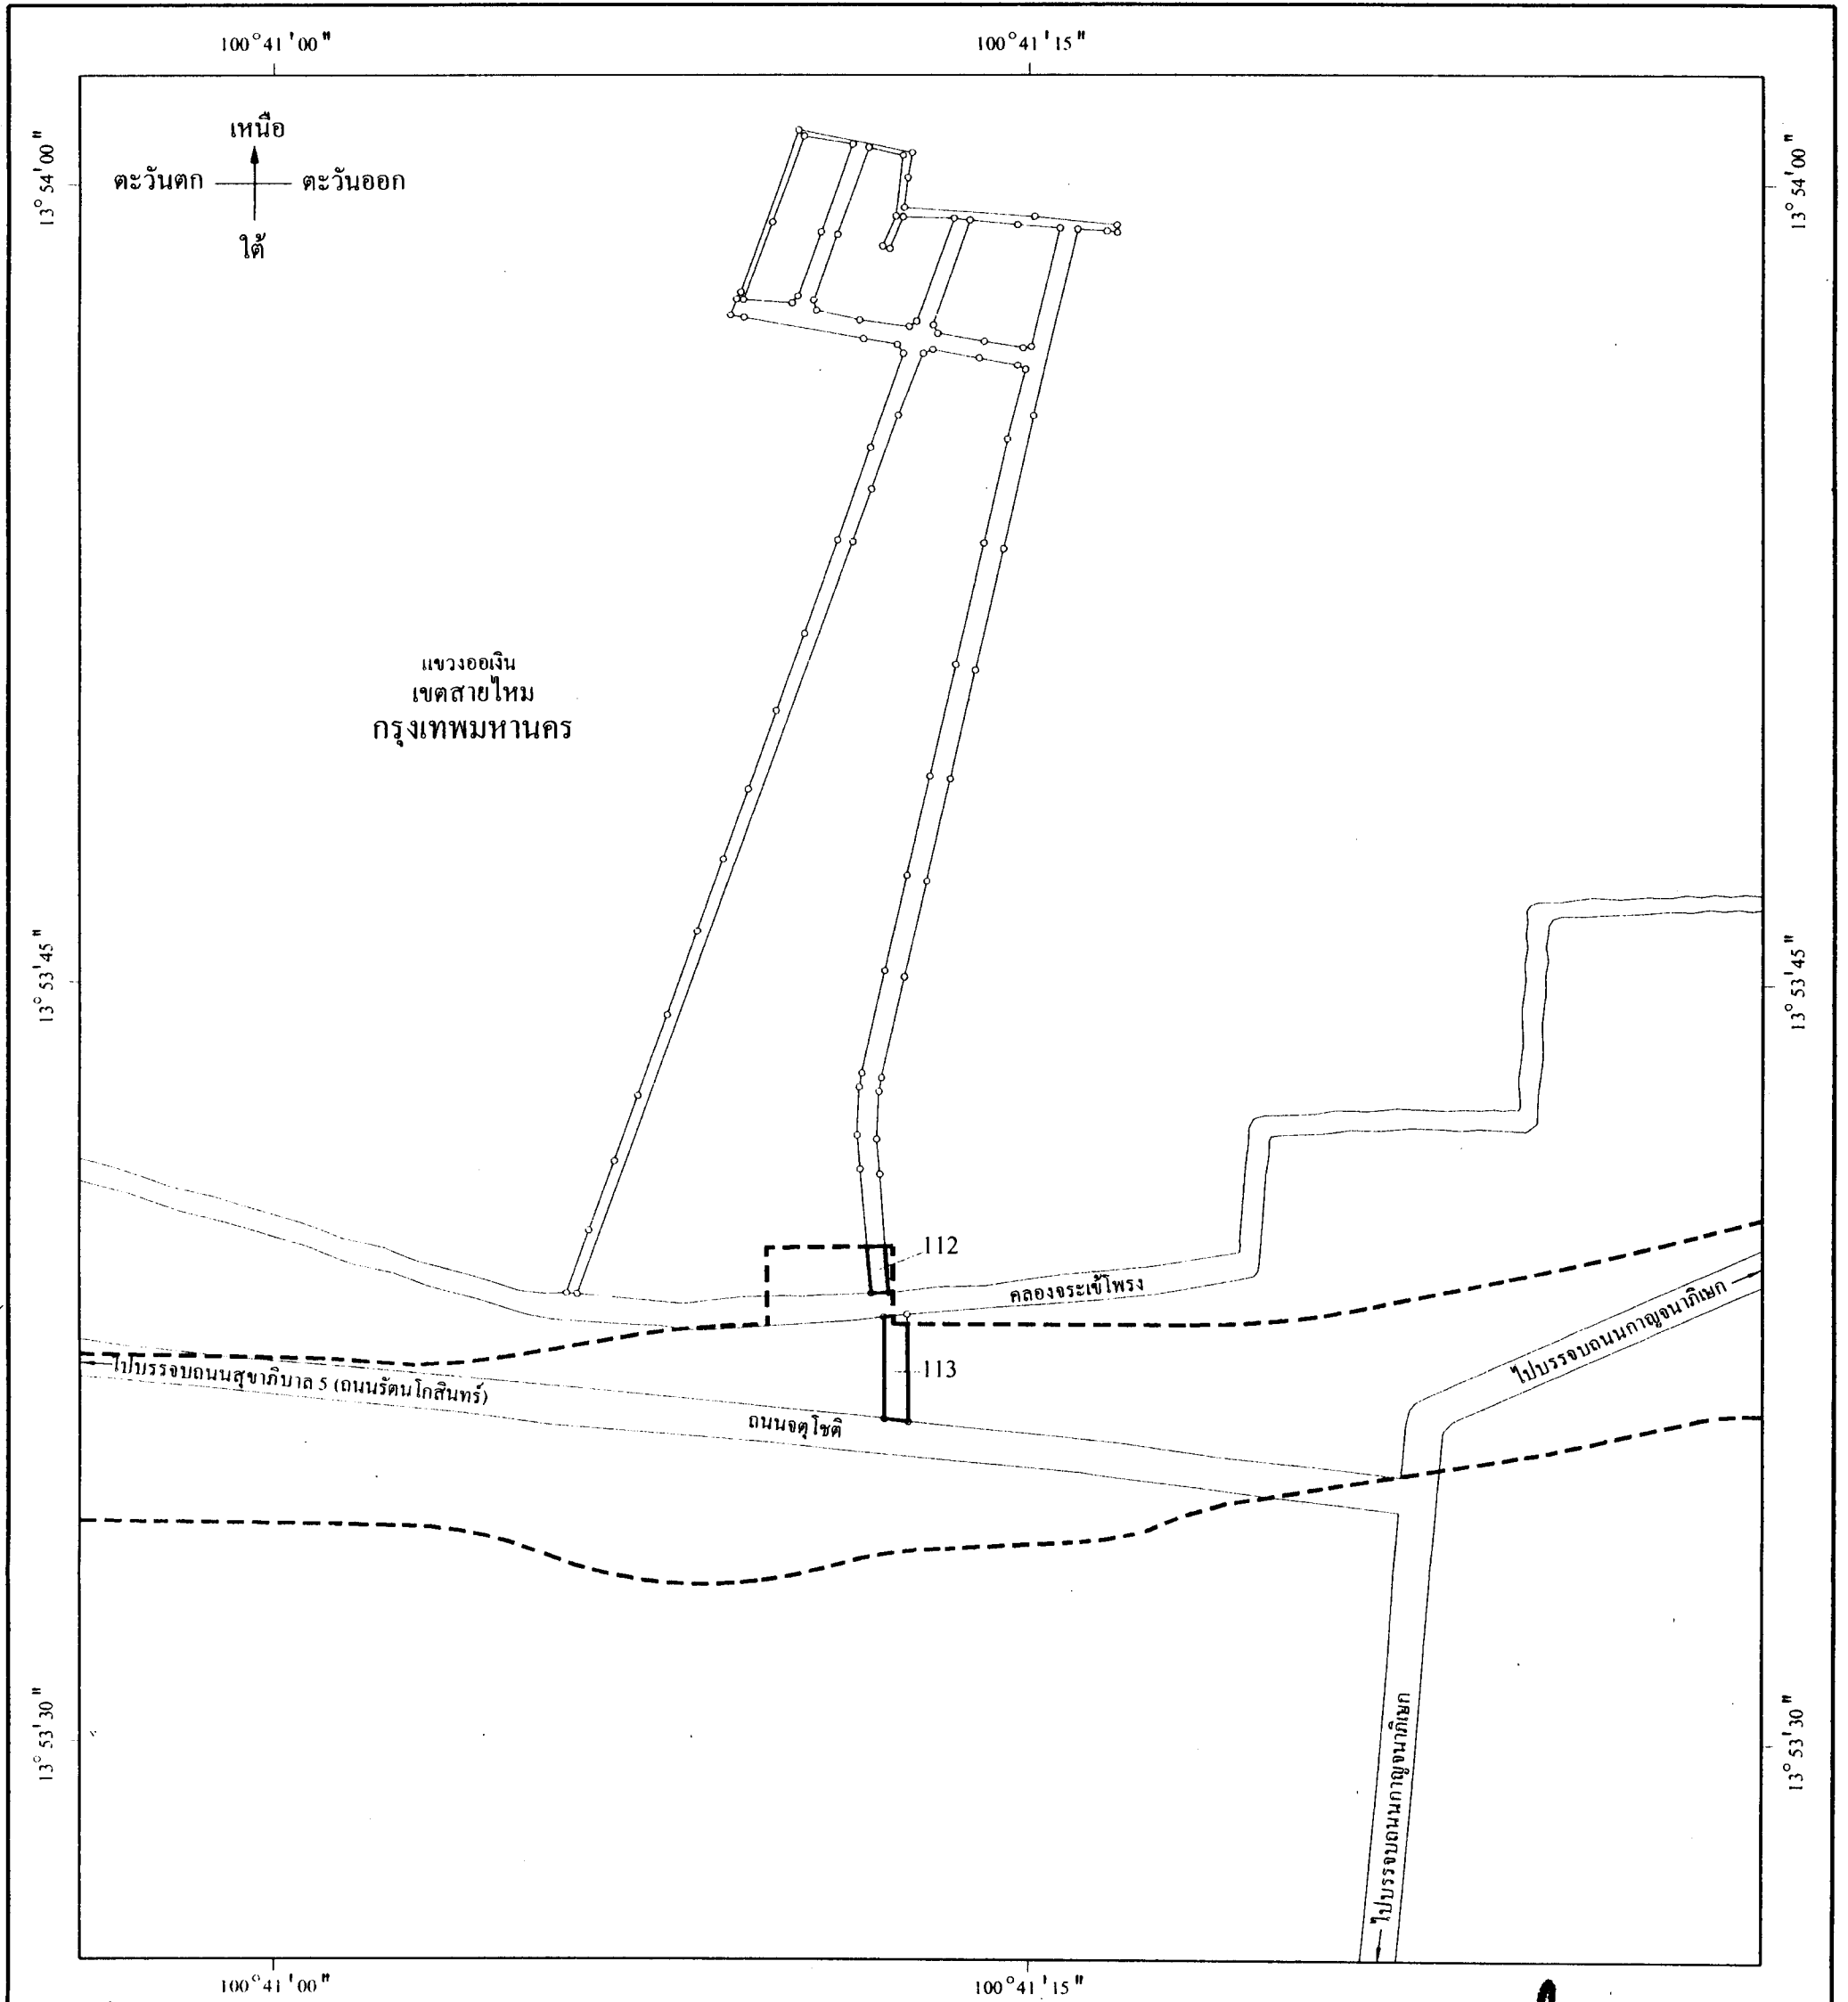 100°41'00"
100°41'15"
13°54'00"
13°54'00"
เหนือ
ตะวันตก
ตะวันออก
ใต้
แขวงออเงิน
เขตสายไหม
กรุงเทพมหานคร
13°53'45"
13°53'45"
112
คลองจระเข้โพรง
ไปบรรจบถนนกาญจนาภิเษก
113
ไปบรรจบถนนสุขาภิบาล 5 (ถนนรัตนโกสินทร์)
ถนนจตุโชติ
ไปบรรจบถนนกาญจนาภิเษก
13°53'30"
13°53'30"
100°41'00"
100°41'15"